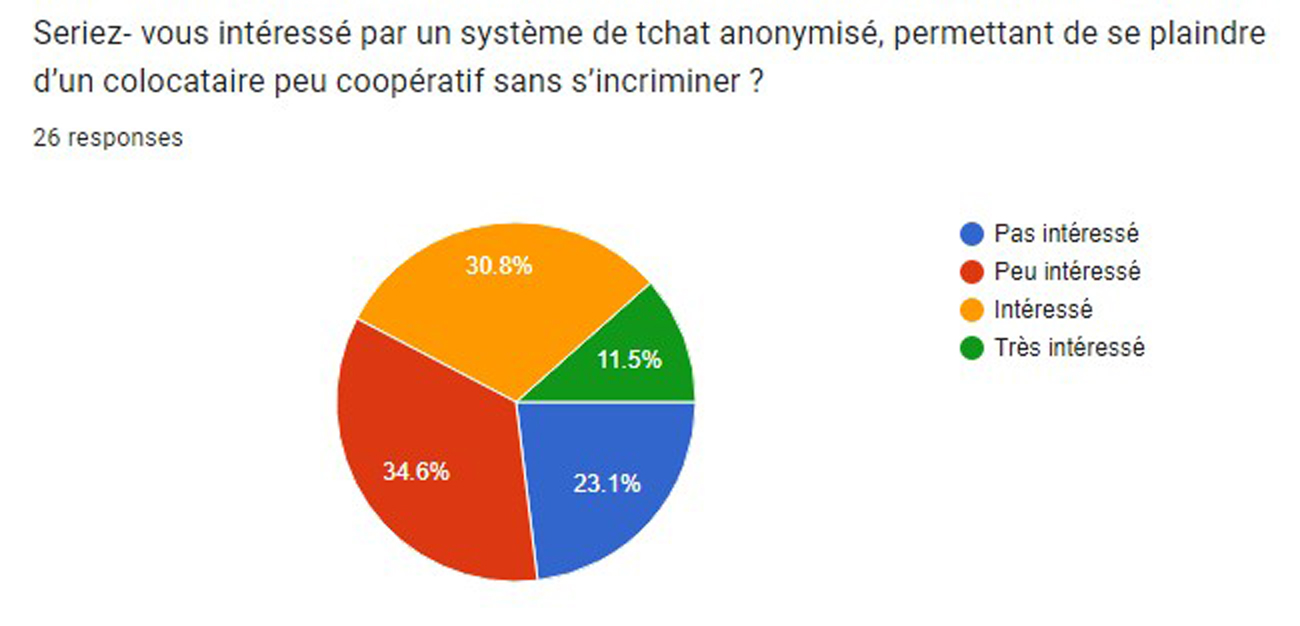 Seriez- vous intéressé par un système de tchat anonymisé, permettant de se plaindre
d’un colocataire peu coopératif sans s’incriminer ?
26 responses
30.8%
11.5%
34.6%
23.1%
Pas intéressé
Peu intéressé
Intéressé
Très intéressé